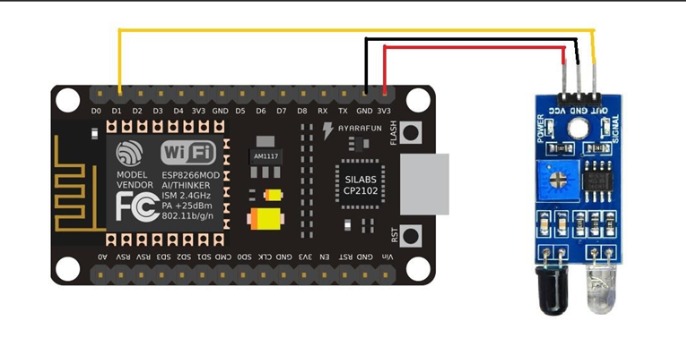 D0 D1 D2 D3 D4 3V3 GND D5 D6 D7 D8 RX TX GND 3V3
AYARAFUN
FLASH
WiFi
MODEL
VENDOR
ESP8266MOD
AI/THINKER
ISM 2.4GHz
PA +25dBm
802.11b/g/n
FC
AM1117
SILABS
CP2102
RST
A0 RSV RSV SD3 SD2 SD1 CMD SD0 CLK GND 3V3 EN RST GND Vin
OUT GND VCC
POWER
SIGNAL